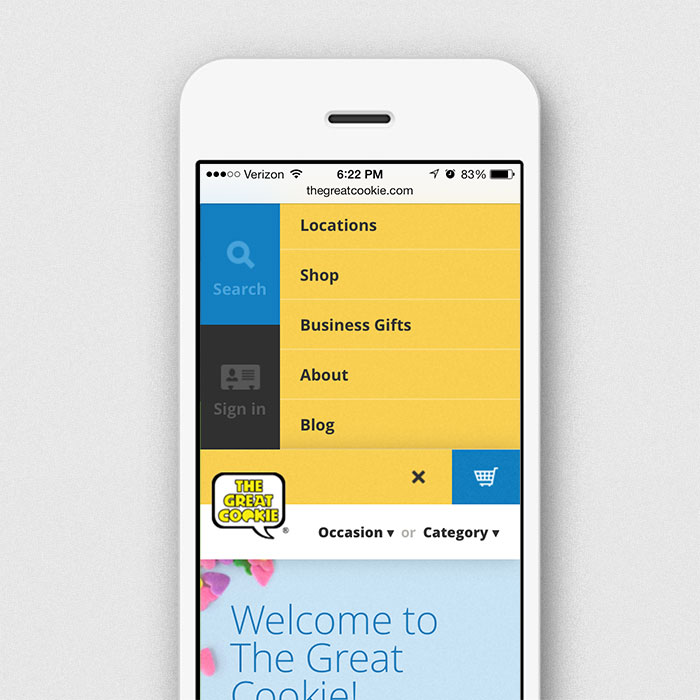 Verizon 6:22 PM 83%
thegreatcookie.com
Locations
Search
Shop
Business Gifts
About
Sign in
Blog
THE
GREAT
COOKIE
®
Occasion ▾ or Category ▾
Welcome to
The Great
Cookie!